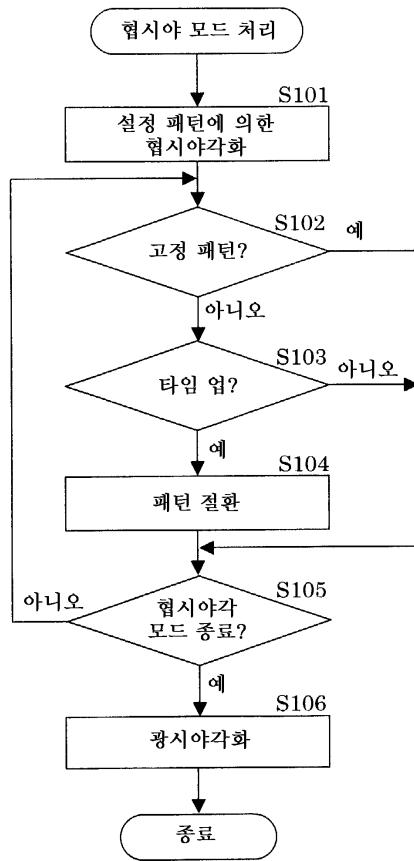 협시야 모드 처리
S101
설정 패턴에 의한
협시야각화
S102
고정 패턴?
예
아니오
S103
타임 업?
아니오
예
S104
패턴 절환
S105
협시야각
모드 종료?
아니오
예
S106
광시야각화
종료